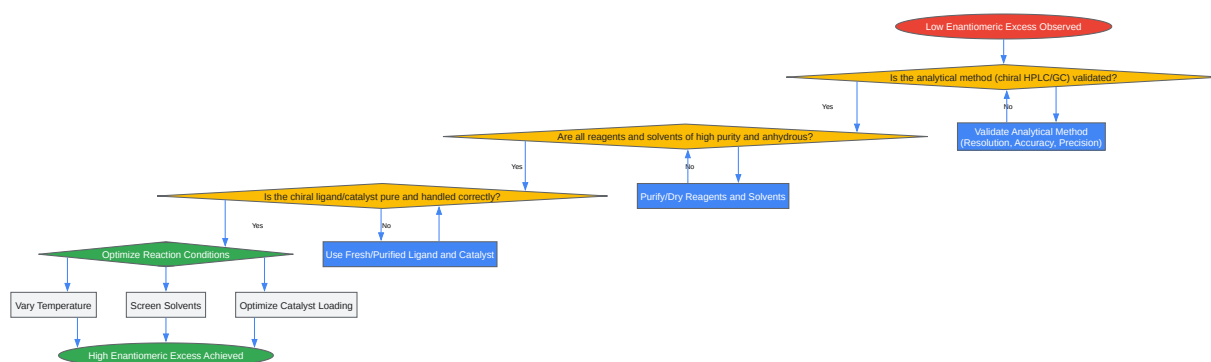 Low Enantiomeric Excess Observed
Is the analytical method (chiral HPLC/GC) validated?
Yes
No
Validate Analytical Method
(Resolution, Accuracy, Precision)
Are all reagents and solvents of high purity and anhydrous?
Yes
No
Purify/Dry Reagents and Solvents
Is the chiral ligand/catalyst pure and handled correctly?
Yes
No
Optimize Reaction Conditions
Use Fresh/Purified Ligand and Catalyst
Vary Temperature
Screen Solvents
Optimize Catalyst Loading
High Enantiomeric Excess Achieved